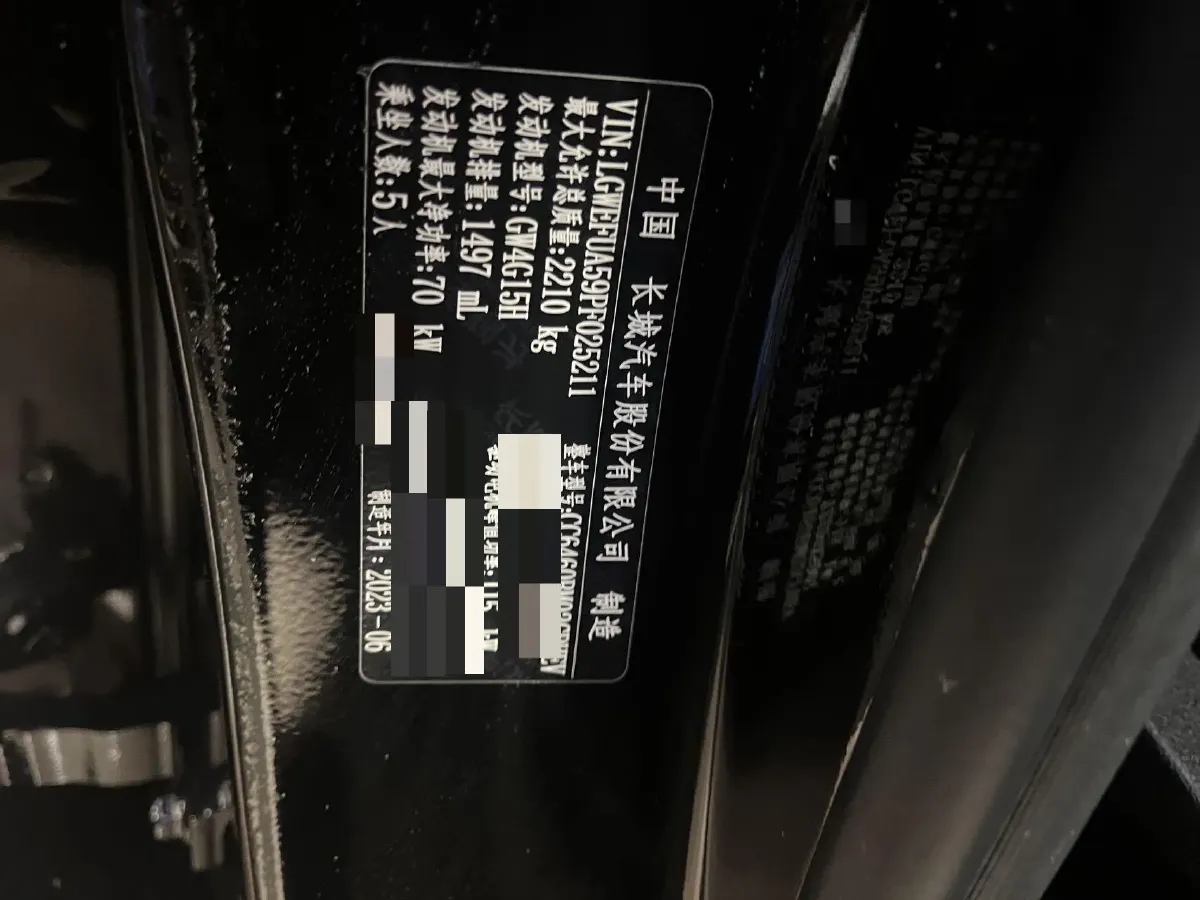 中国 长城汽车股份有限公司 制造
VIN:LGWEFUA59PF025211
最大允许总质量:2210 kg 整车型号:
发动机型号:GW4G15H
发动机排量:1497 mL 115 kW
发动机最大净功率:70 kW
乘坐人数:5人 制造年月:2023-06